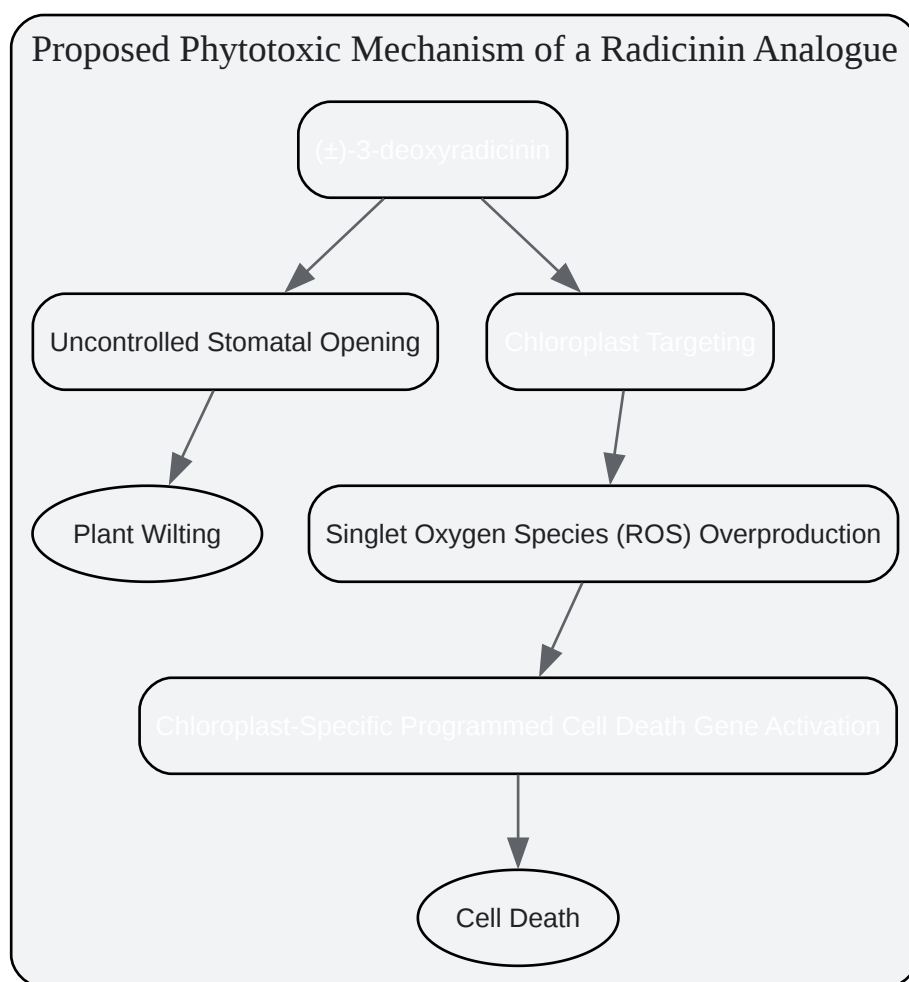 Proposed Phytotoxic Mechanism of a Radicinin Analogue
(±)-3-deoxyradicinin
Uncontrolled Stomatal Opening
Chloroplast Targeting
Plant Wilting
Singlet Oxygen Species (ROS) Overproduction
Chloroplast-Specific Programmed Cell Death Gene Activation
Cell Death